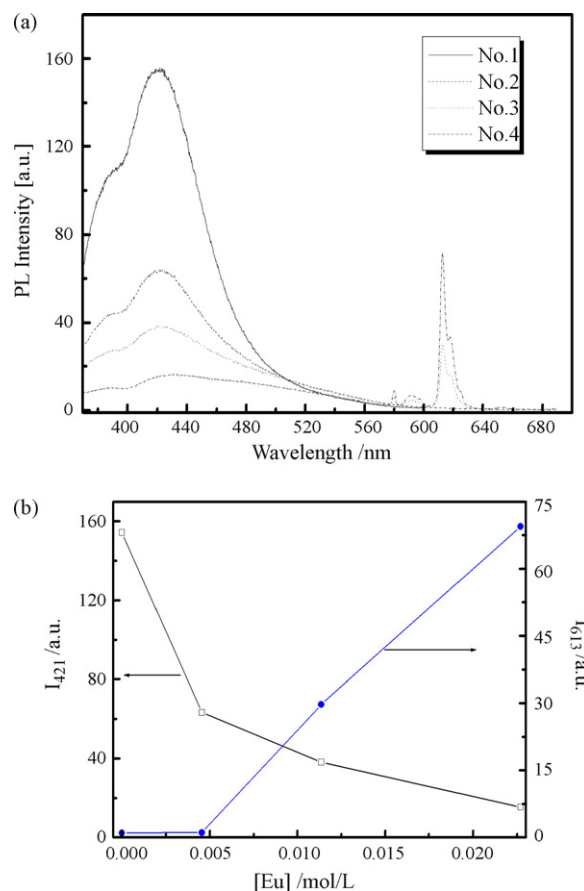 (a)
160
120
80
40
0
PL Intensity [a.u.]
No.1
No.2
No.3
No.4
400 440 480 520 560 600 640 680
Wavelength /nm
(b)
160
120
80
40
0
I421 /a.u.
75
60
45
30
15
0
I613 /a.u.
0.000 0.005 0.010 0.015 0.020
[Eu] /mol/L